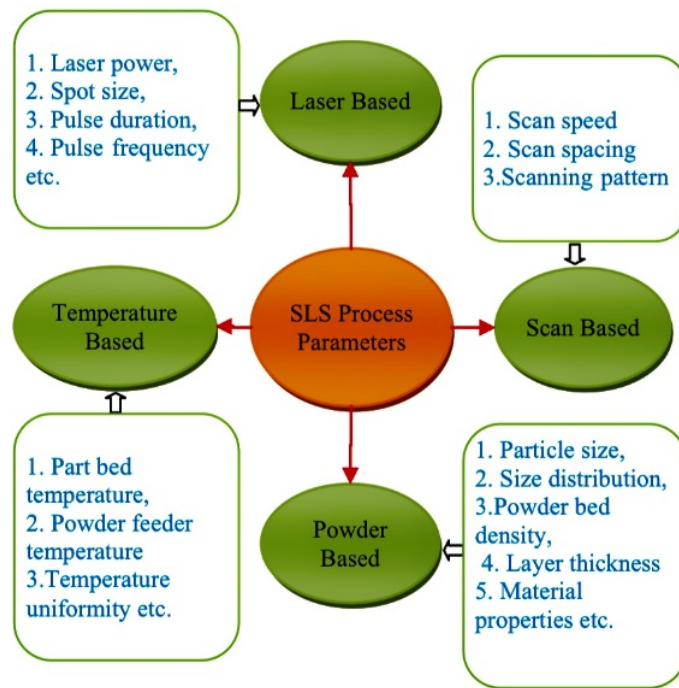 1. Laser power,
2. Spot size,
3. Pulse duration,
4. Pulse frequency
etc.
Laser Based
1. Scan speed
2. Scan spacing
3.Scanning pattern
Temperature
Based
SLS Process
Parameters
Scan Based
1. Part bed
temperature,
2. Powder feeder
temperature
3.Temperature
uniformity etc.
Powder
Based
1. Particle size,
2. Size distribution,
3.Powder bed
density,
4. Layer thickness
5. Material
properties etc.